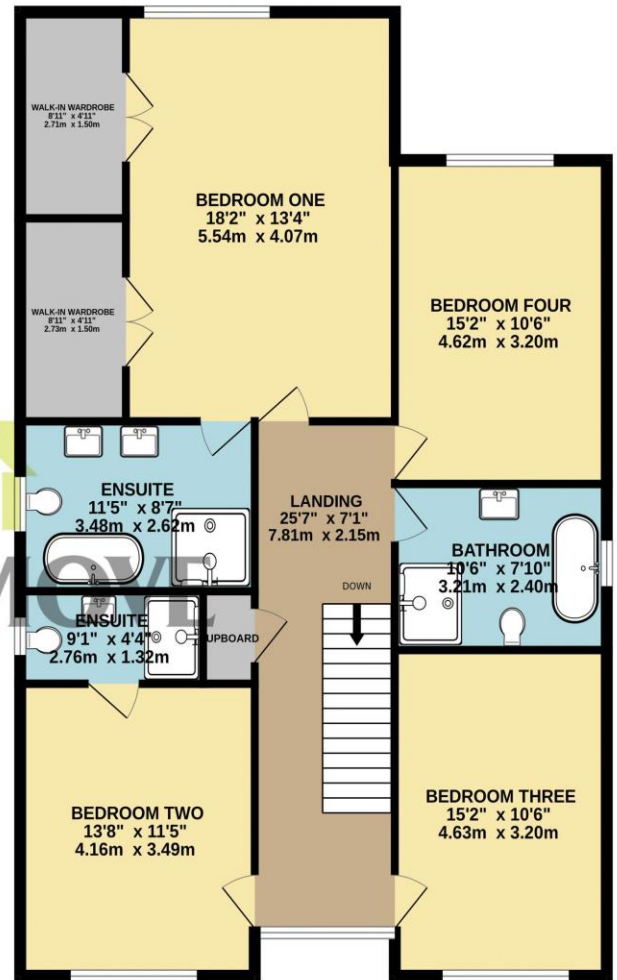 WALK-IN WARDROBE
8'11" x 4'11"
2.71m x 1.50m
BEDROOM ONE
18'2" x 13'4"
5.54m x 4.07m
WALK-IN WARDROBE
8'11" x 4'11"
2.73m x 1.50m
BEDROOM FOUR
15'2" x 10'6"
4.62m x 3.20m
ENSUITE
11'5" x 8'7"
3.48m x 2.62m
LANDING
25'7" x 7'1"
7.81m x 2.15m
DOWN
BATHROOM
10'6" x 7'10"
3.21m x 2.40m
MOVE
ENSUITE
9'1" x 4'4"
2.76m x 1.32m
UPBOARD
BEDROOM TWO
13'8" x 11'5"
4.16m x 3.49m
BEDROOM THREE
15'2" x 10'6"
4.63m x 3.20m